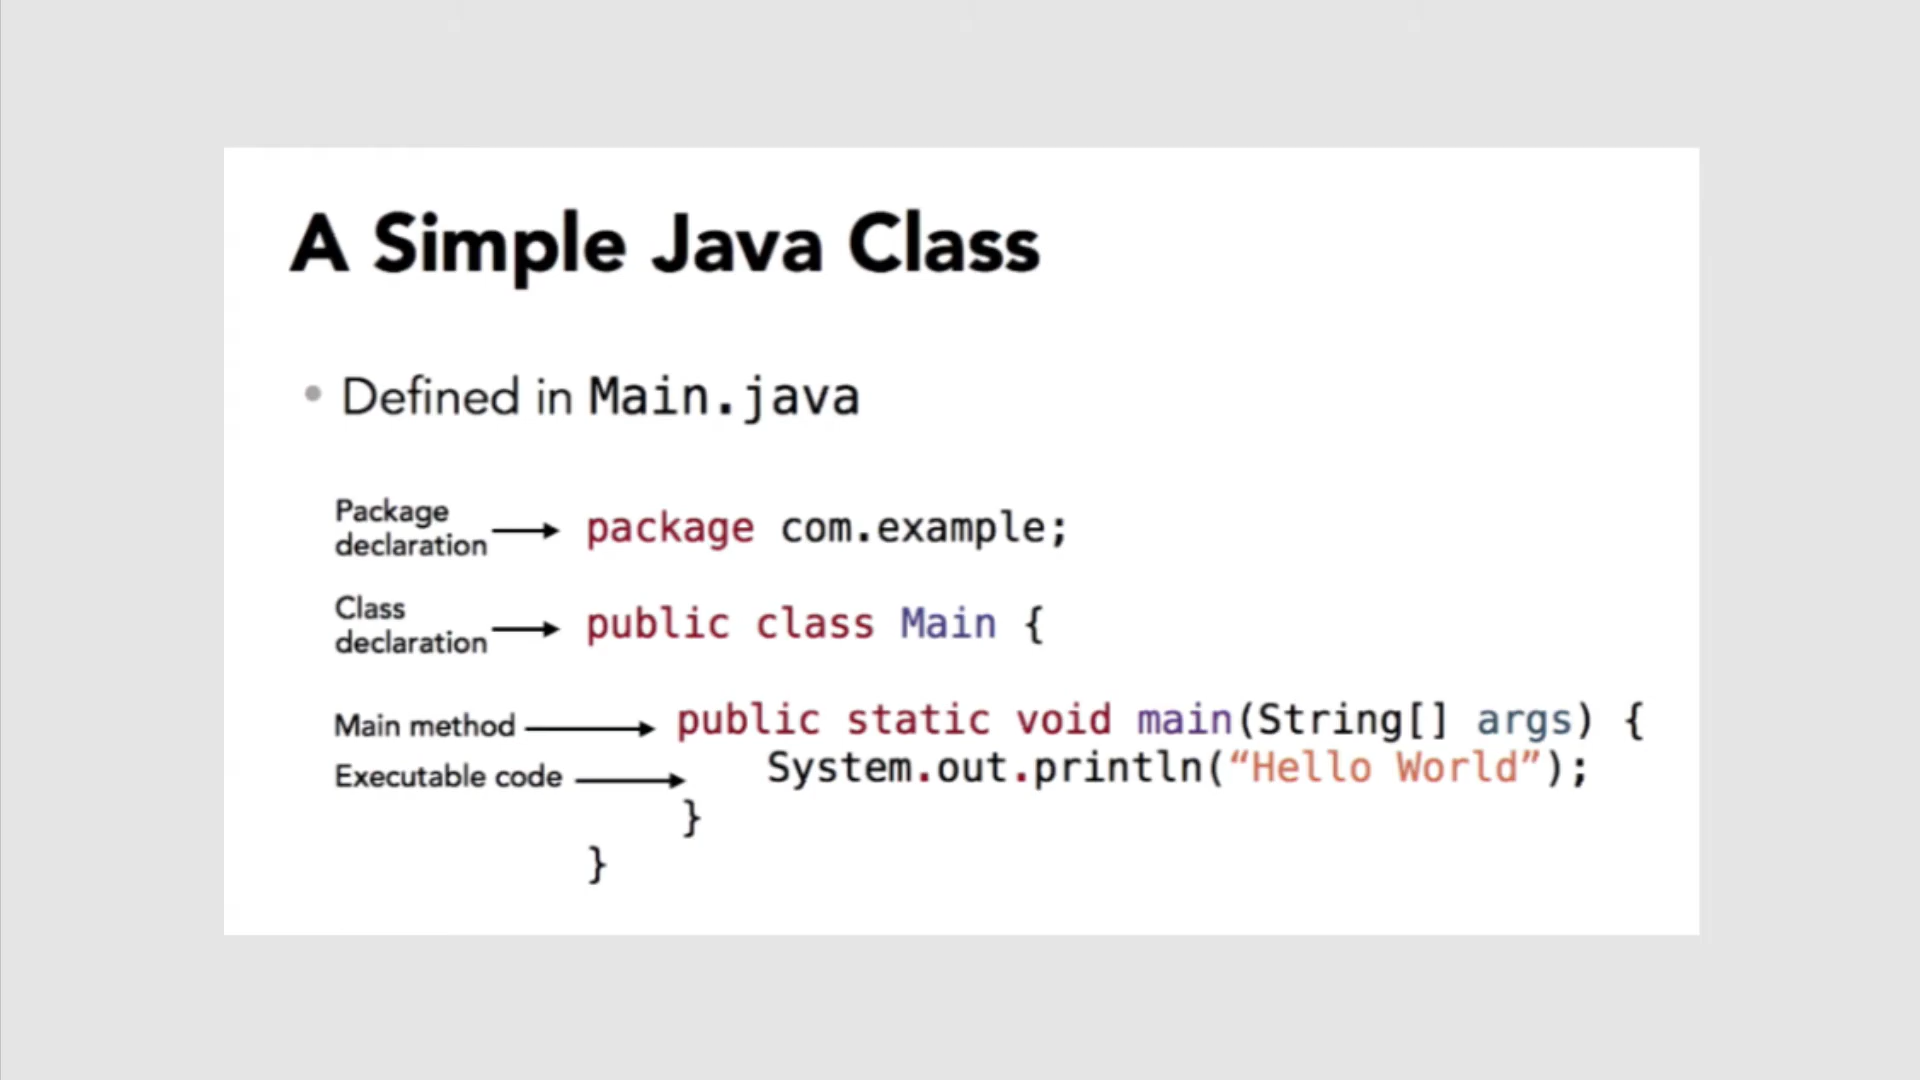 A Simple Java Class
• Defined in Main.java
Package
declaration
package com.example;
Class
declaration
public class Main {
Main method
public static void main(String[] args) {
Executable code
System.out.println(“Hello World”);
}
}